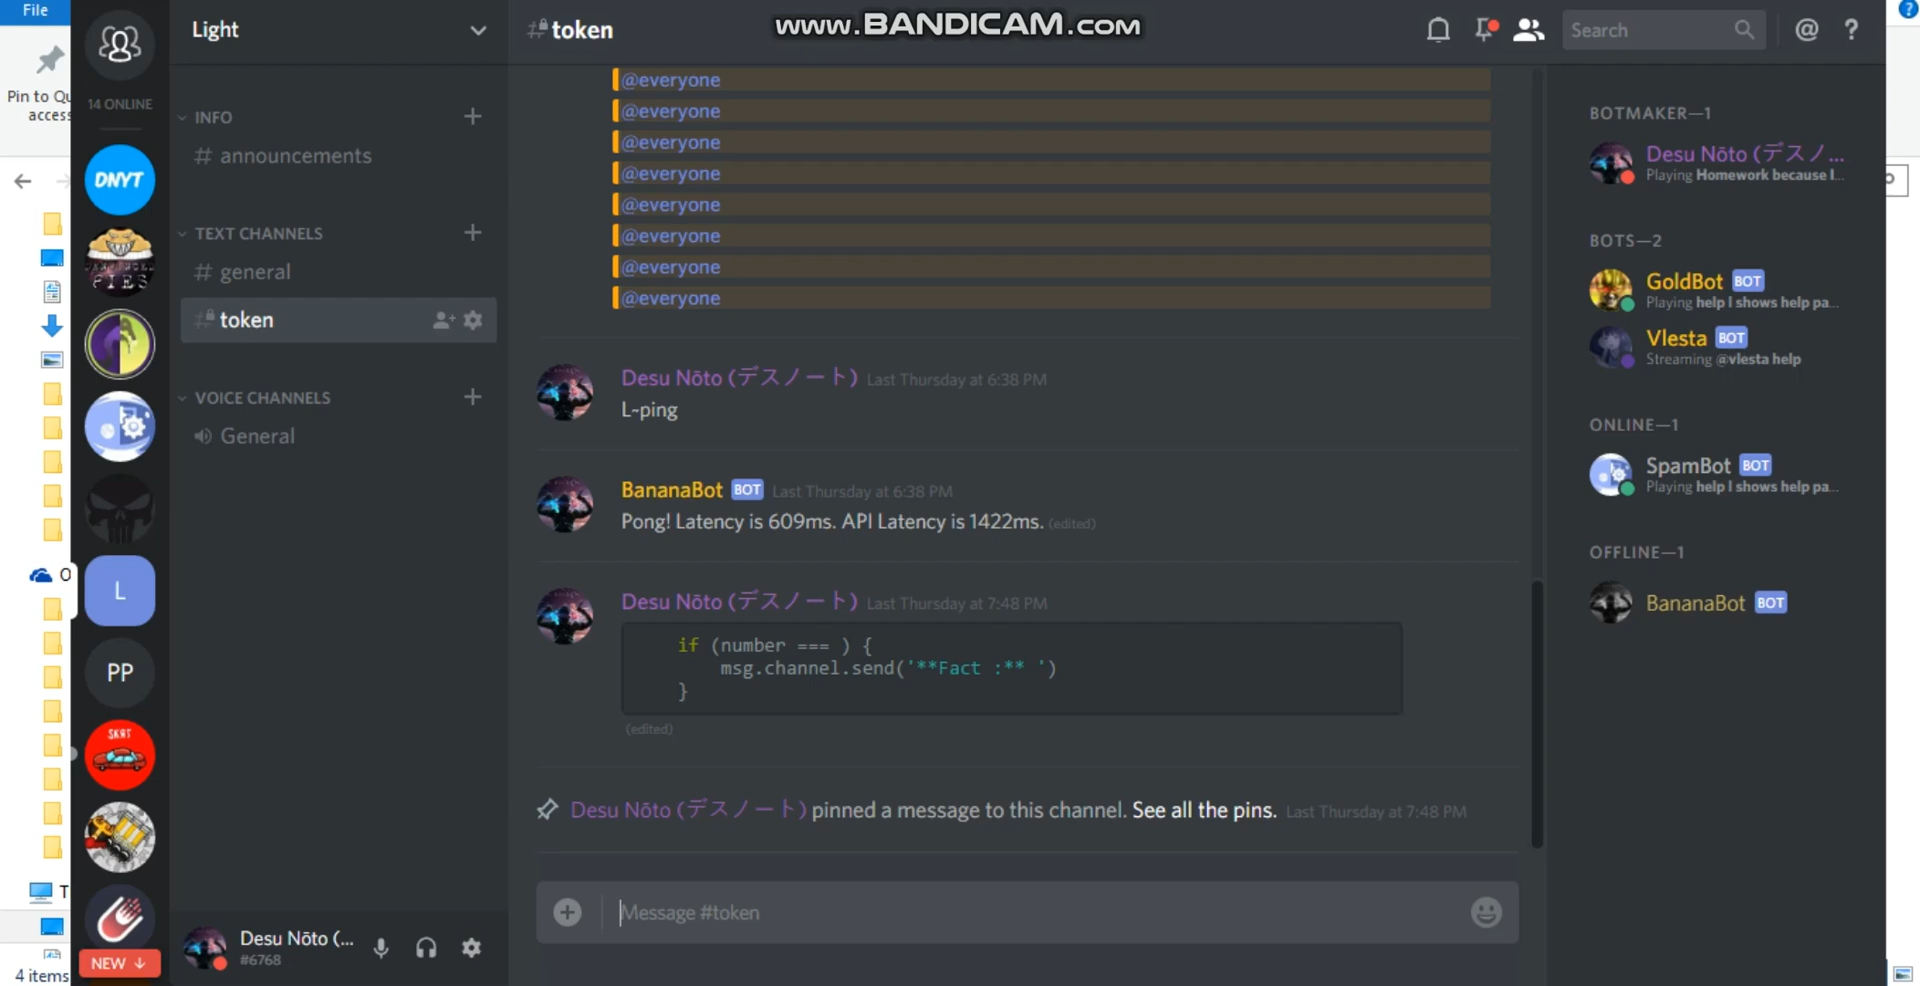 File
Pin to Qu
access
4 items
O
T
14 ONLINE
DNYT
PIES
L
PP
SKAT
NEW ↓
Light
INFO
# announcements
TEXT CHANNELS
# general
token
VOICE CHANNELS
General
Desu Nōto (...
#6768
token
www.BANDICAM.com
Search
@everyone
@everyone
@everyone
@everyone
@everyone
@everyone
@everyone
@everyone
Desu Nōto (デスノート) Last Thursday at 6:38 PM
L~ping
BananaBot BOT Last Thursday at 6:38 PM
Pong! Latency is 609ms. API Latency is 1422ms. (edited)
Desu Nōto (デスノート) Last Thursday at 7:48 PM
if (number === ) {
msg.channel.send('**Fact :** ')
}
(edited)
Desu Nōto (デスノート) pinned a message to this channel. See all the pins. Last Thursday at 7:48 PM
Message #token
BOTMAKER—1
Desu Nōto (デスノ...
Playing Homework because I...
BOTS—2
GoldBot BOT
Playing help I shows help pa...
Vlesta BOT
Streaming @vlesta help
ONLINE—1
SpamBot BOT
Playing help I shows help pa...
OFFLINE—1
BananaBot BOT